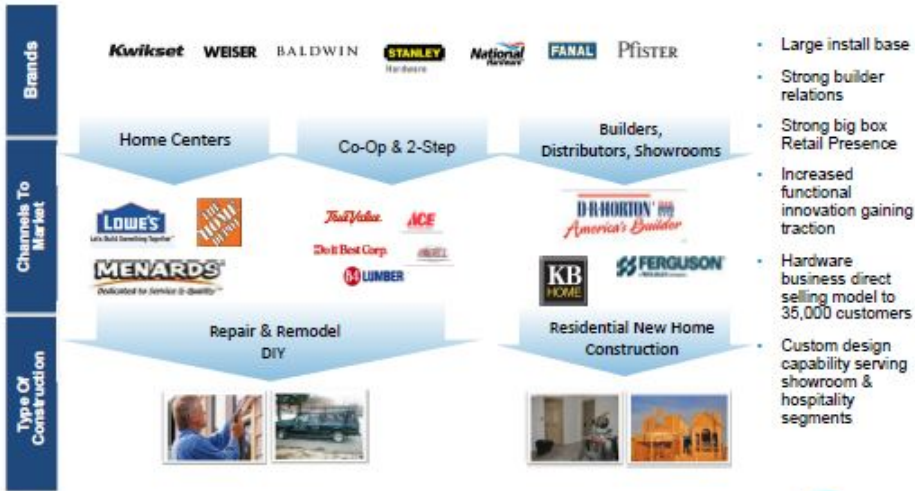 Brands
Kwikset
WEISER
BALDWIN
STANLEY
Hardware
National
Hardware
FANAL
Pfister
Channels To
Market
Home Centers
Co-Op & 2-Step
Builders,
Distributors, Showrooms
LOWE'S
Let's Build Something Together
THE
HOME
DEPOT
MENARDS
Dedicated to Service & Quality
True Value
ACE
Do it Best Corp.
84 LUMBER
D·R·HORTON
America's Builder
KB
HOME
FERGUSON
Type Of
Construction
Repair & Remodel
DIY
Residential New Home
Construction
• Large install base
• Strong builder
relations
• Strong big box
Retail Presence
• Increased
functional
innovation gaining
traction
• Hardware
business direct
selling model to
35,000 customers
• Custom design
capability serving
showroom &
hospitality
segments